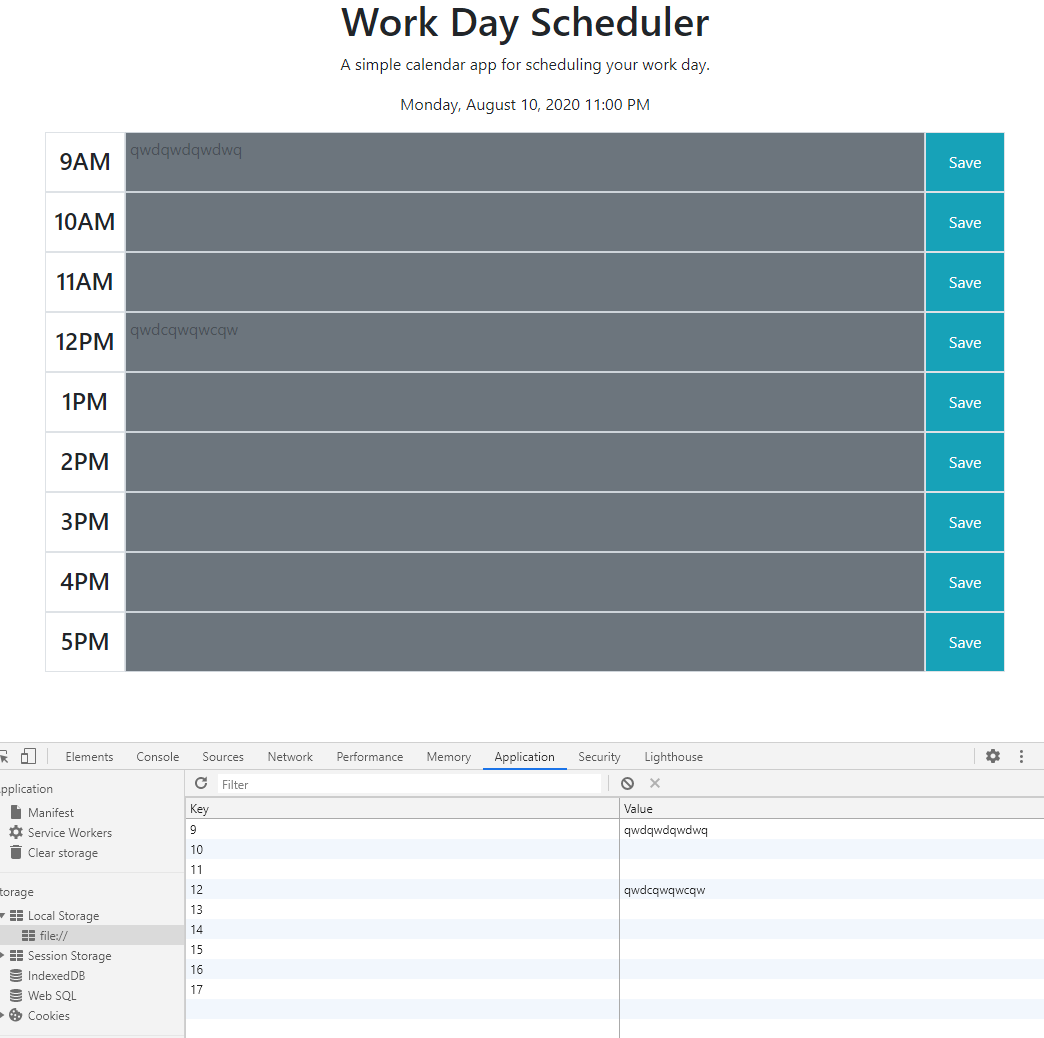 Work Day Scheduler
A simple calendar app for scheduling your work day.
Monday, August 10, 2020 11:00 PM
9AM qwdqwdqwdwq Save
10AM Save
11AM Save
12PM qwdcqwqwcqw Save
1PM Save
2PM Save
3PM Save
4PM Save
5PM Save
Elements Console Sources Network Performance Memory Application Security Lighthouse
pplication Filter
Key Value
Manifest
9 qwdqwdqwdwq
Service Workers
10
Clear storage
11
torage
12 qwdcqwqwcqw
Local Storage
13
file://
14
Session Storage
15
IndexedDB
16
Web SQL
17
Cookies